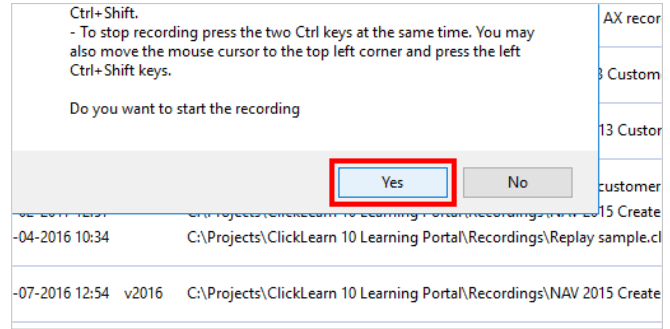 Ctrl+Shift.
AX recor
- To stop recording press the two Ctrl keys at the same time. You may
also move the mouse cursor to the top left corner and press the left
Ctrl+Shift keys.
Custom
Do you want to start the recording
13 Custor
Yes No
customer
C:\Projects\ClickLearn 10 Learning Portal\Recordings\NAV 2015 Create
-04-2016 10:34 C:\Projects\ClickLearn 10 Learning Portal\Recordings\Replay sample.cl
-07-2016 12:54 v2016 C:\Projects\ClickLearn 10 Learning Portal\Recordings\NAV 2015 Create